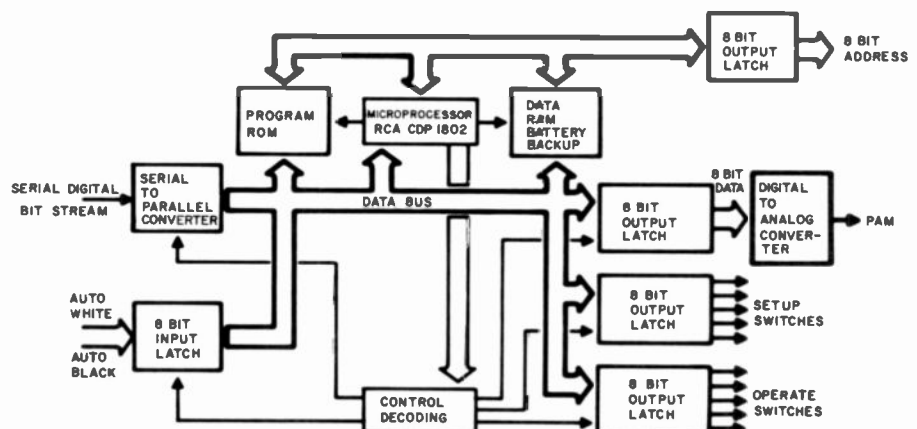 8 BIT
OUTPUT
LATCH
8 BIT
ADDRESS
PROGRAM
ROM
MICROPROCESSOR
RCA CDP 1802
DATA
RAM
BATTERY
BACKUP
SERIAL DIGITAL
BIT STREAM
SERIAL
TO
PARALLEL
CONVERTER
DATA BUS
8 BIT
OUTPUT
LATCH
8 BIT
DATA
DIGITAL
TO
ANALOG
CONVER-
TER
PAM
AUTO
WHITE
AUTO
BLACK
8 BIT
INPUT
LATCH
8 BIT
OUTPUT
LATCH
SETUP
SWITCHES
CONTROL
DECODING
8 BIT
OUTPUT
LATCH
OPERATE
SWITCHES